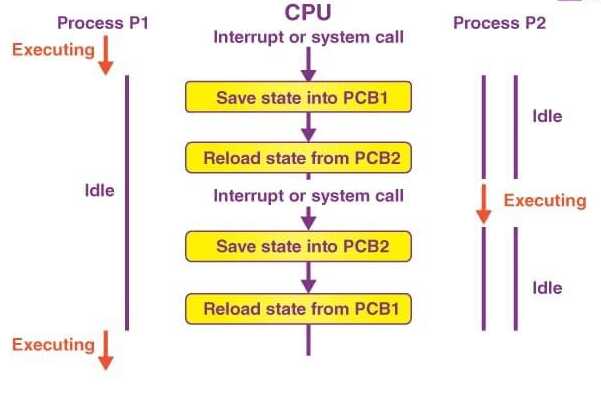 CPU
Process P1
Process P2
Interrupt or system call
Executing
Save state into PCB1
Idle
Reload state from PCB2
Idle
Interrupt or system call
Executing
Save state into PCB2
Idle
Reload state from PCB1
Executing